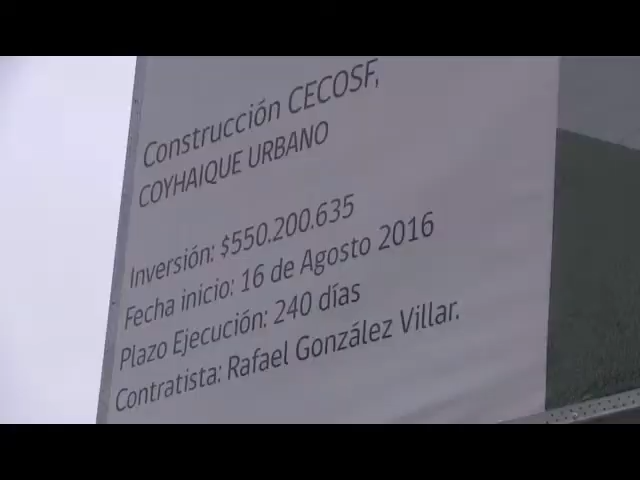 Construcción CECOSF,
COYHAIQUE URBANO
Inversión: $550.200.635
Fecha inicio: 16 de Agosto 2016
Plazo Ejecución: 240 días
Contratista: Rafael González Villar.